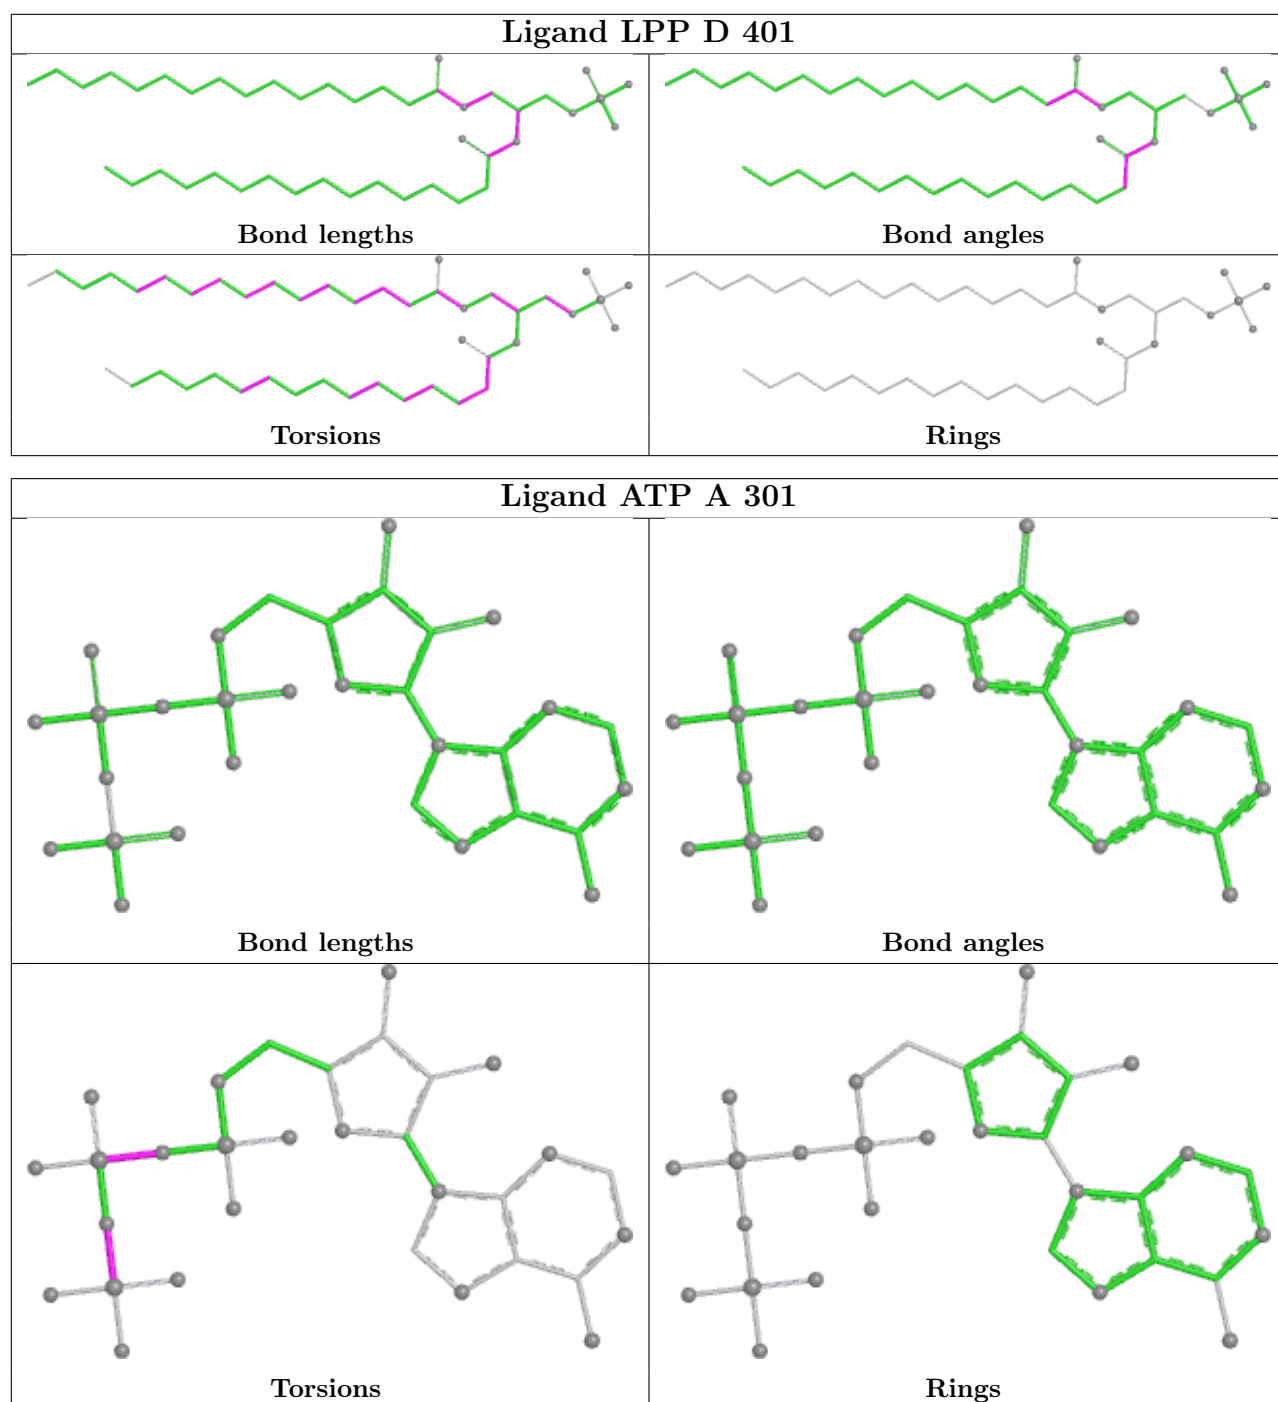 Ligand LPP D 401
Bond lengths
Bond angles
Torsions
Rings
Ligand ATP A 301
Bond lengths
Bond angles
Torsions
Rings